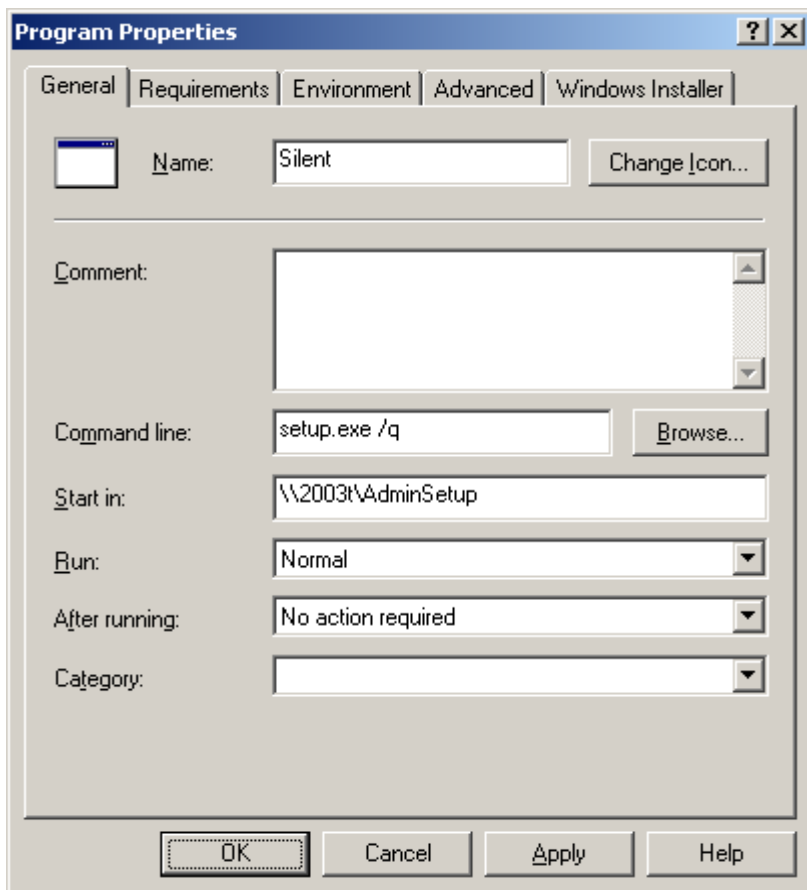 Program Properties
General Requirements Environment Advanced Windows Installer
Name: Silent Change Icon...
Comment:
Command line: setup.exe /q Browse...
Start in: \\2003t\AdminSetup
Run: Normal
After running: No action required
Category:
OK Cancel Apply Help